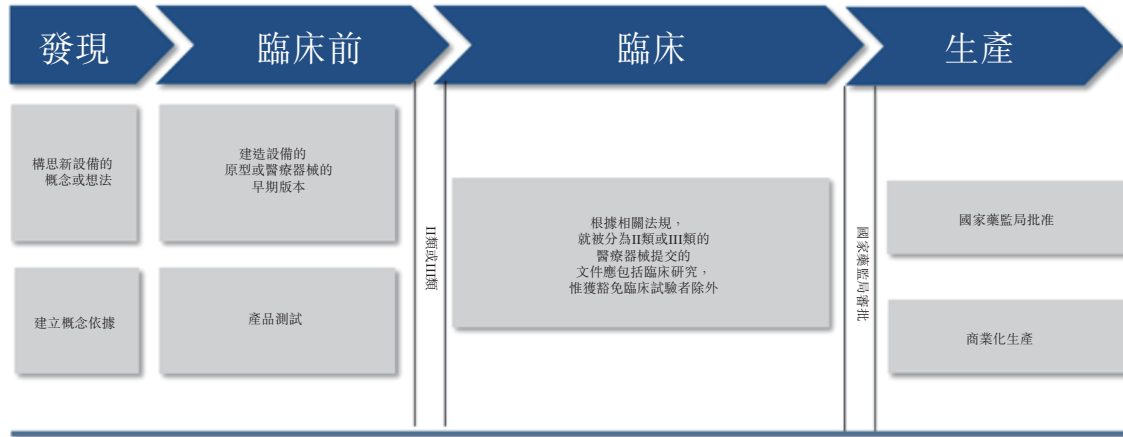 發現
臨床前
臨床
生產
構思新設備的
概念或想法
建立概念依據
建造設備的
原型或醫療器械的
早期版本
產品測試
II類或III類
根據相關法規，
就被分為II類或III類的
醫療器械提交的
文件應包括臨床研究，
惟獲豁免臨床試驗者除外
國家藥監局審批
國家藥監局批准
商業化生產